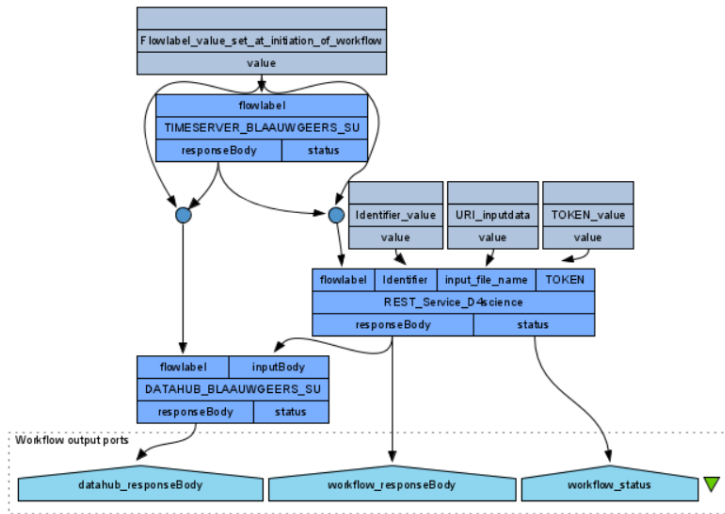 Flowlabel_value_set_at_initiation_of_workflow
value
flowlabel
TIMESERVER_BLAAUWGEERS_SU
responseBody status
Identifier_value URI_inputdata TOKEN_value
value value value
flowlabel Identifier input_file_name TOKEN
REST_Service_D4science
responseBody status
flowlabel inputBody
DATAHUB_BLAAUWGEERS_SU
responseBody status
Workflow output ports
datahub_responseBody workflow_responseBody workflow_status